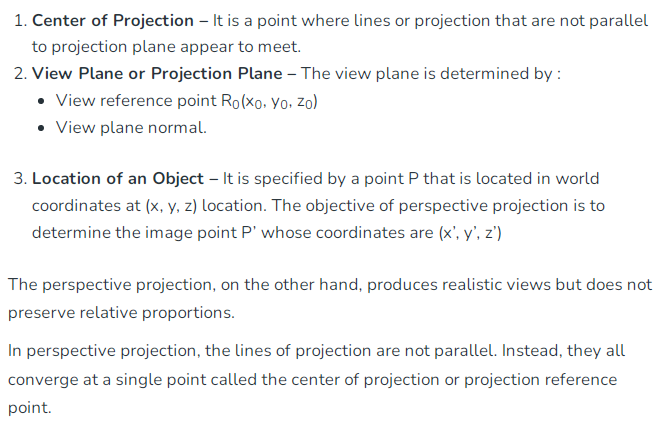 1. Center of Projection – It is a point where lines or projection that are not parallel
to projection plane appear to meet.
2. View Plane or Projection Plane – The view plane is determined by :
• View reference point R₀(x₀, y₀, z₀)
• View plane normal.
3. Location of an Object – It is specified by a point P that is located in world
coordinates at (x, y, z) location. The objective of perspective projection is to
determine the image point P’ whose coordinates are (x’, y’, z’)
The perspective projection, on the other hand, produces realistic views but does not
preserve relative proportions.
In perspective projection, the lines of projection are not parallel. Instead, they all
converge at a single point called the center of projection or projection reference
point.